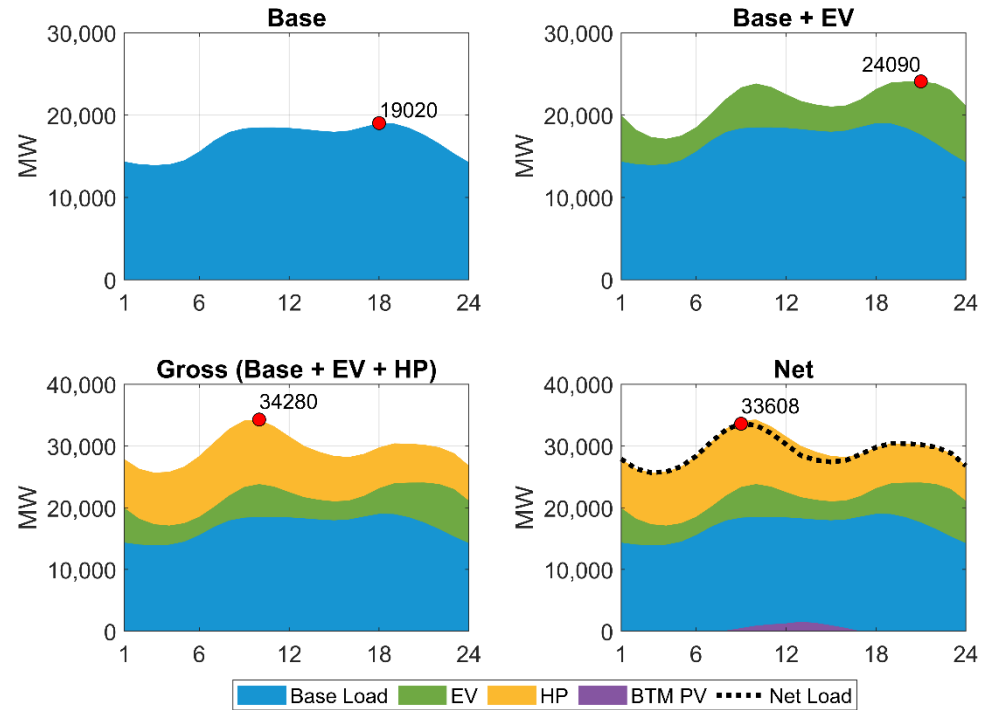 Base
30,000
20,000
10,000
0
MW
19020
1 6 12 18 24
Base + EV
30,000
20,000
10,000
0
MW
24090
1 6 12 18 24
Gross (Base + EV + HP)
40,000
30,000
20,000
10,000
0
MW
34280
1 6 12 18 24
Net
40,000
30,000
20,000
10,000
0
MW
33608
1 6 12 18 24
Base Load EV HP BTM PV Net Load